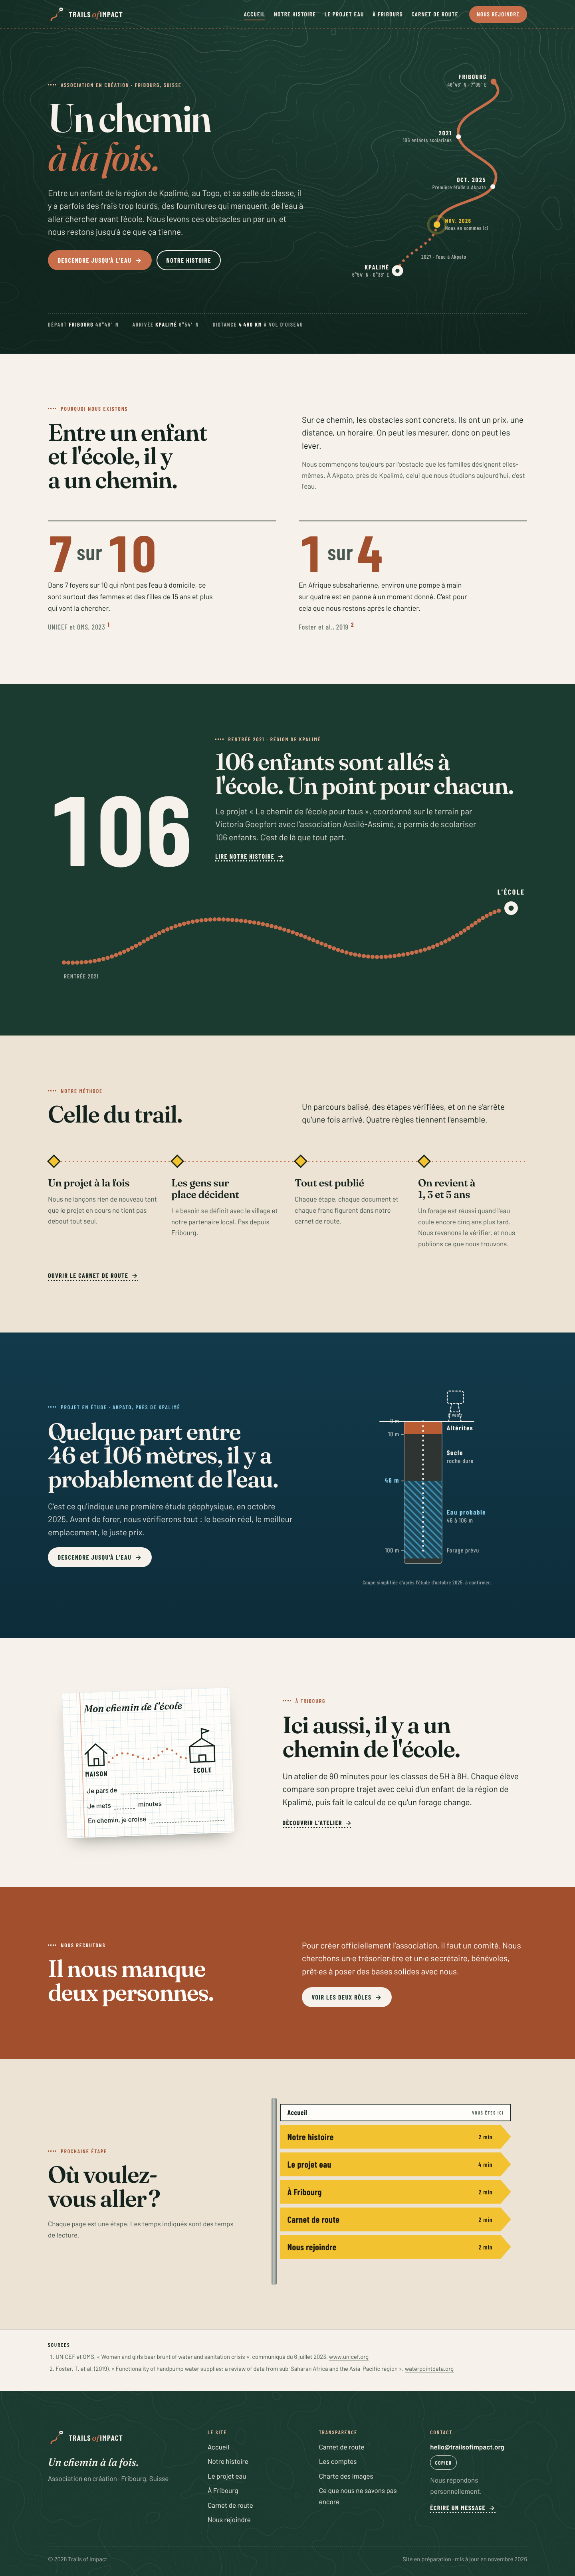 TRAILS of IMPACT
ACCUEIL
NOTRE HISTOIRE
LE PROJET EAU
À FRIBOURG
CARNET DE ROUTE
NOUS REJOINDRE
ASSOCIATION EN CRÉATION · FRIBOURG, SUISSE
Un chemin
à la fois.
Entre un enfant de la région de Kpalimé, au Togo, et sa salle de classe, il
y a parfois des frais trop lourds, des fournitures qui manquent, de l'eau à
aller chercher avant l'école. Nous levons ces obstacles un par un, et
nous restons jusqu'à ce que ça tienne.
DESCENDRE JUSQU'À L'EAU →
NOTRE HISTOIRE
FRIBOURG
46°48' N · 7°09' E
2021
106 enfants scolarisés
OCT. 2025
Première étude à Akpato
NOV. 2026
Nous en sommes ici
2027 · l'eau à Akpato
KPALIMÉ
6°54' N · 0°38' E
DÉPART FRIBOURG 46°48' N
ARRIVÉE KPALIMÉ 6°54' N
DISTANCE 4 400 KM À VOL D'OISEAU
POURQUOI NOUS EXISTONS
Entre un enfant
et l'école, il y
a un chemin.
Sur ce chemin, les obstacles sont concrets. Ils ont un prix, une
distance, un horaire. On peut les mesurer, donc on peut les
lever.
Nous commençons toujours par l'obstacle que les familles désignent elles-
mêmes. À Akpato, près de Kpalimé, celui que nous étudions aujourd'hui, c'est
l'eau.
7 sur 10
Dans 7 foyers sur 10 qui n'ont pas l'eau à domicile, ce
sont surtout des femmes et des filles de 15 ans et plus
qui vont la chercher.
UNICEF et OMS, 2023 1
1 sur 4
En Afrique subsaharienne, environ une pompe à main
sur quatre est en panne à un moment donné. C'est pour
cela que nous restons après le chantier.
Foster et al., 2019 2
RENTRÉE 2021 · RÉGION DE KPALIMÉ
106
106 enfants sont allés à
l'école. Un point pour chacun.
Le projet « Le chemin de l'école pour tous », coordonné sur le terrain par
Victoria Goepfert avec l'association Assilé-Assimé, a permis de scolariser
106 enfants. C'est de là que tout part.
LIRE NOTRE HISTOIRE →
L'ÉCOLE
RENTRÉE 2021
NOTRE MÉTHODE
Celle du trail.
Un parcours balisé, des étapes vérifiées, et on ne s'arrête
qu'une fois arrivé. Quatre règles tiennent l'ensemble.
Un projet à la fois
Nous ne lançons rien de nouveau tant
que le projet en cours ne tient pas
debout tout seul.
Les gens sur
place décident
Le besoin se définit avec le village et
notre partenaire local. Pas depuis
Fribourg.
Tout est publié
Chaque étape, chaque document et
chaque franc figurent dans notre
carnet de route.
On revient à
1, 3 et 5 ans
Un forage est réussi quand l'eau
coule encore cinq ans plus tard.
Nous revenons le vérifier, et nous
publions ce que nous trouvons.
OUVRIR LE CARNET DE ROUTE →
PROJET EN ÉTUDE · AKPATO, PRÈS DE KPALIMÉ
Quelque part entre
46 et 106 mètres, il y a
probablement de l'eau.
C'est ce qu'indique une première étude géophysique, en octobre
2025. Avant de forer, nous vérifierons tout : le besoin réel, le meilleur
emplacement, le juste prix.
DESCENDRE JUSQU'À L'EAU →
0 m
10 m
46 m
100 m
Altérites
Socle
roche dure
Eau probable
46 à 106 m
Forage prévu
Coupe simplifiée d'après l'étude d'octobre 2025, à confirmer.
Mon chemin de l'école
MAISON
ÉCOLE
Je pars de
Je mets
minutes
En chemin, je croise
À FRIBOURG
Ici aussi, il y a un
chemin de l'école.
Un atelier de 90 minutes pour les classes de 5H à 8H. Chaque élève
compare son propre trajet avec celui d'un enfant de la région de
Kpalimé, puis fait le calcul de ce qu'un forage change.
DÉCOUVRIR L'ATELIER →
NOUS RECRUTONS
Il nous manque
deux personnes.
Pour créer officiellement l'association, il faut un comité. Nous
cherchons un·e trésorier·ère et un·e secrétaire, bénévoles,
prêt·es à poser des bases solides avec nous.
VOIR LES DEUX RÔLES →
PROCHAINE ÉTAPE
Où voulez-
vous aller ?
Chaque page est une étape. Les temps indiqués sont des temps
de lecture.
Accueil
VOUS ÊTES ICI
Notre histoire
2 min
Le projet eau
4 min
À Fribourg
2 min
Carnet de route
2 min
Nous rejoindre
2 min
SOURCES
1. UNICEF et OMS, « Women and girls bear brunt of water and sanitation crisis », communiqué du 6 juillet 2023. www.unicef.org
2. Foster, T. et al. (2019), « Functionality of handpump water supplies: a review of data from sub-Saharan Africa and the Asia-Pacific region ». waterpointdata.org
TRAILS of IMPACT
Un chemin à la fois.
Association en création · Fribourg, Suisse
LE SITE
Accueil
Notre histoire
Le projet eau
À Fribourg
Carnet de route
Nous rejoindre
TRANSPARENCE
Carnet de route
Les comptes
Charte des images
Ce que nous ne savons pas
encore
CONTACT
hello@trailsofimpact.org
COPIER
Nous répondons
personnellement.
ÉCRIRE UN MESSAGE →
© 2026 Trails of Impact
Site en préparation · mis à jour en novembre 2026